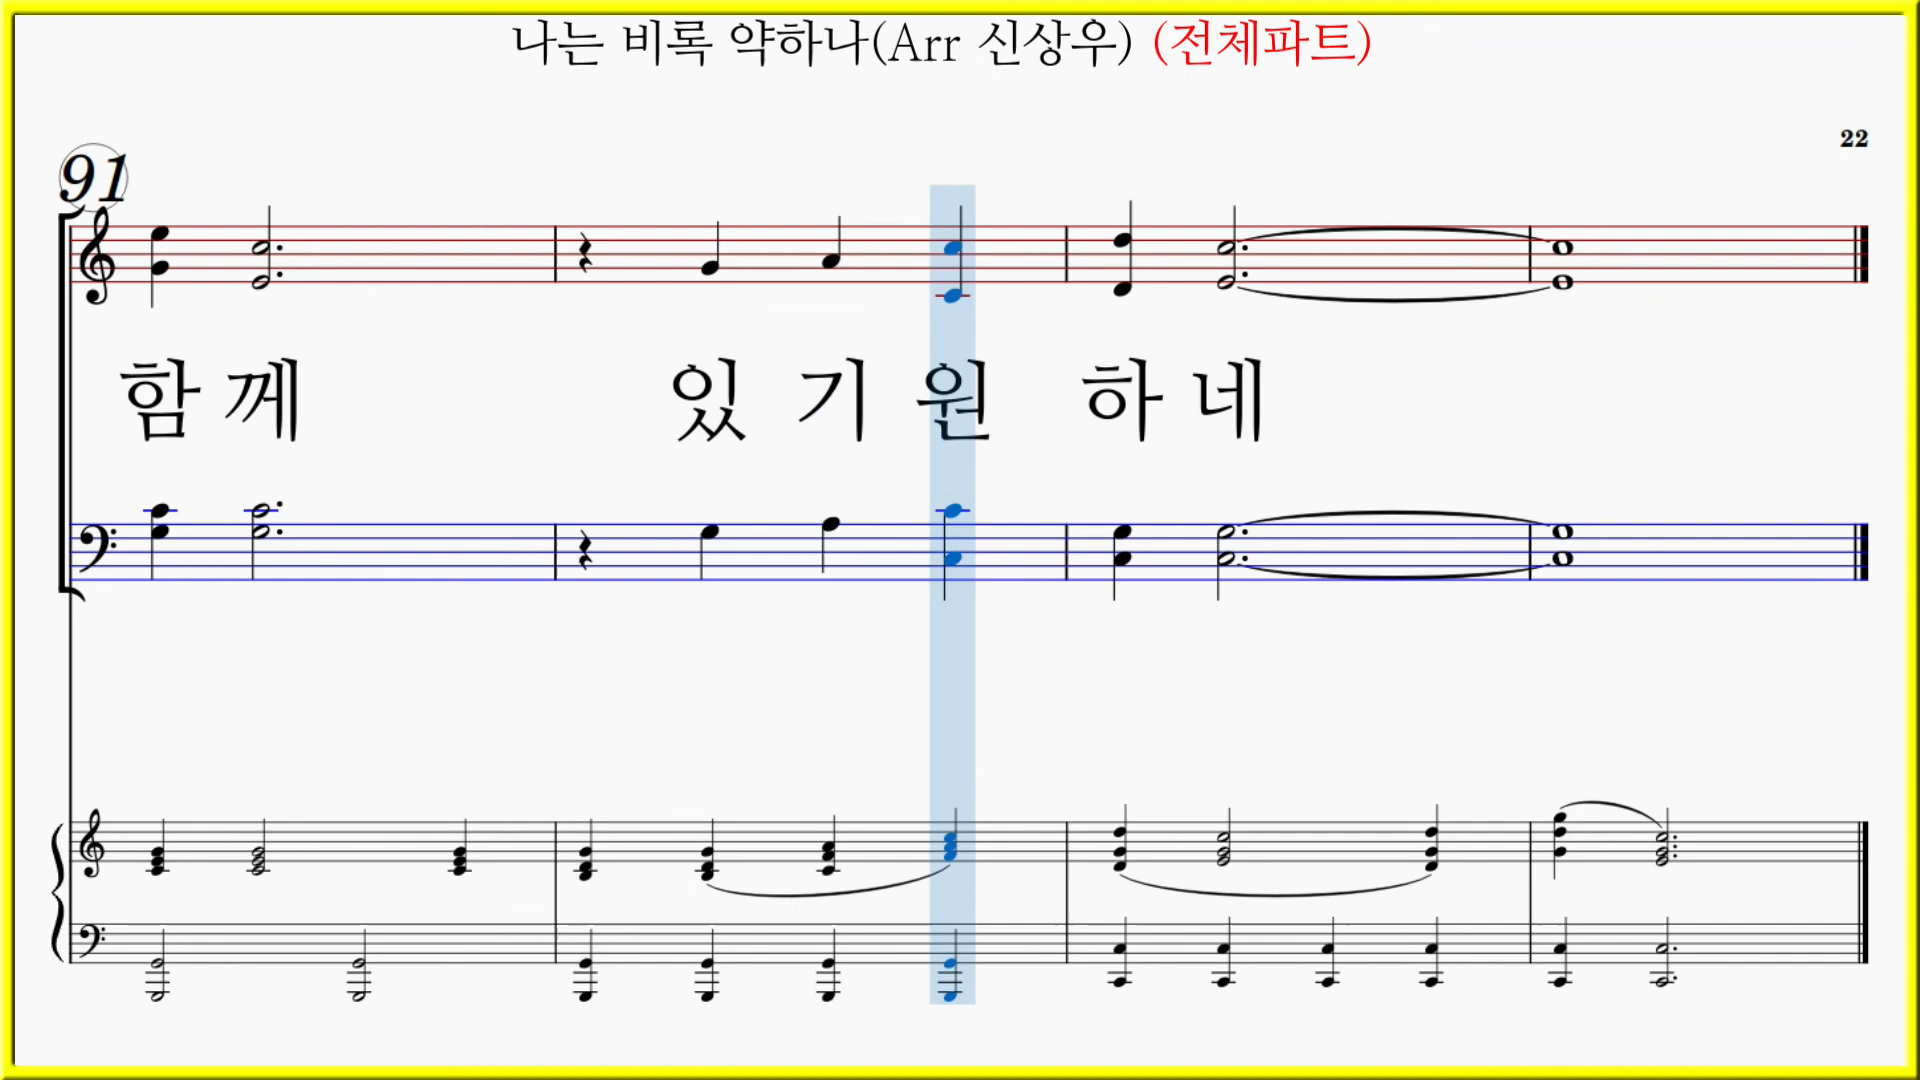 나는 비록 약하나(Arr 신상우) (전체파트)
22
91
함 께 있 기 원 하 네